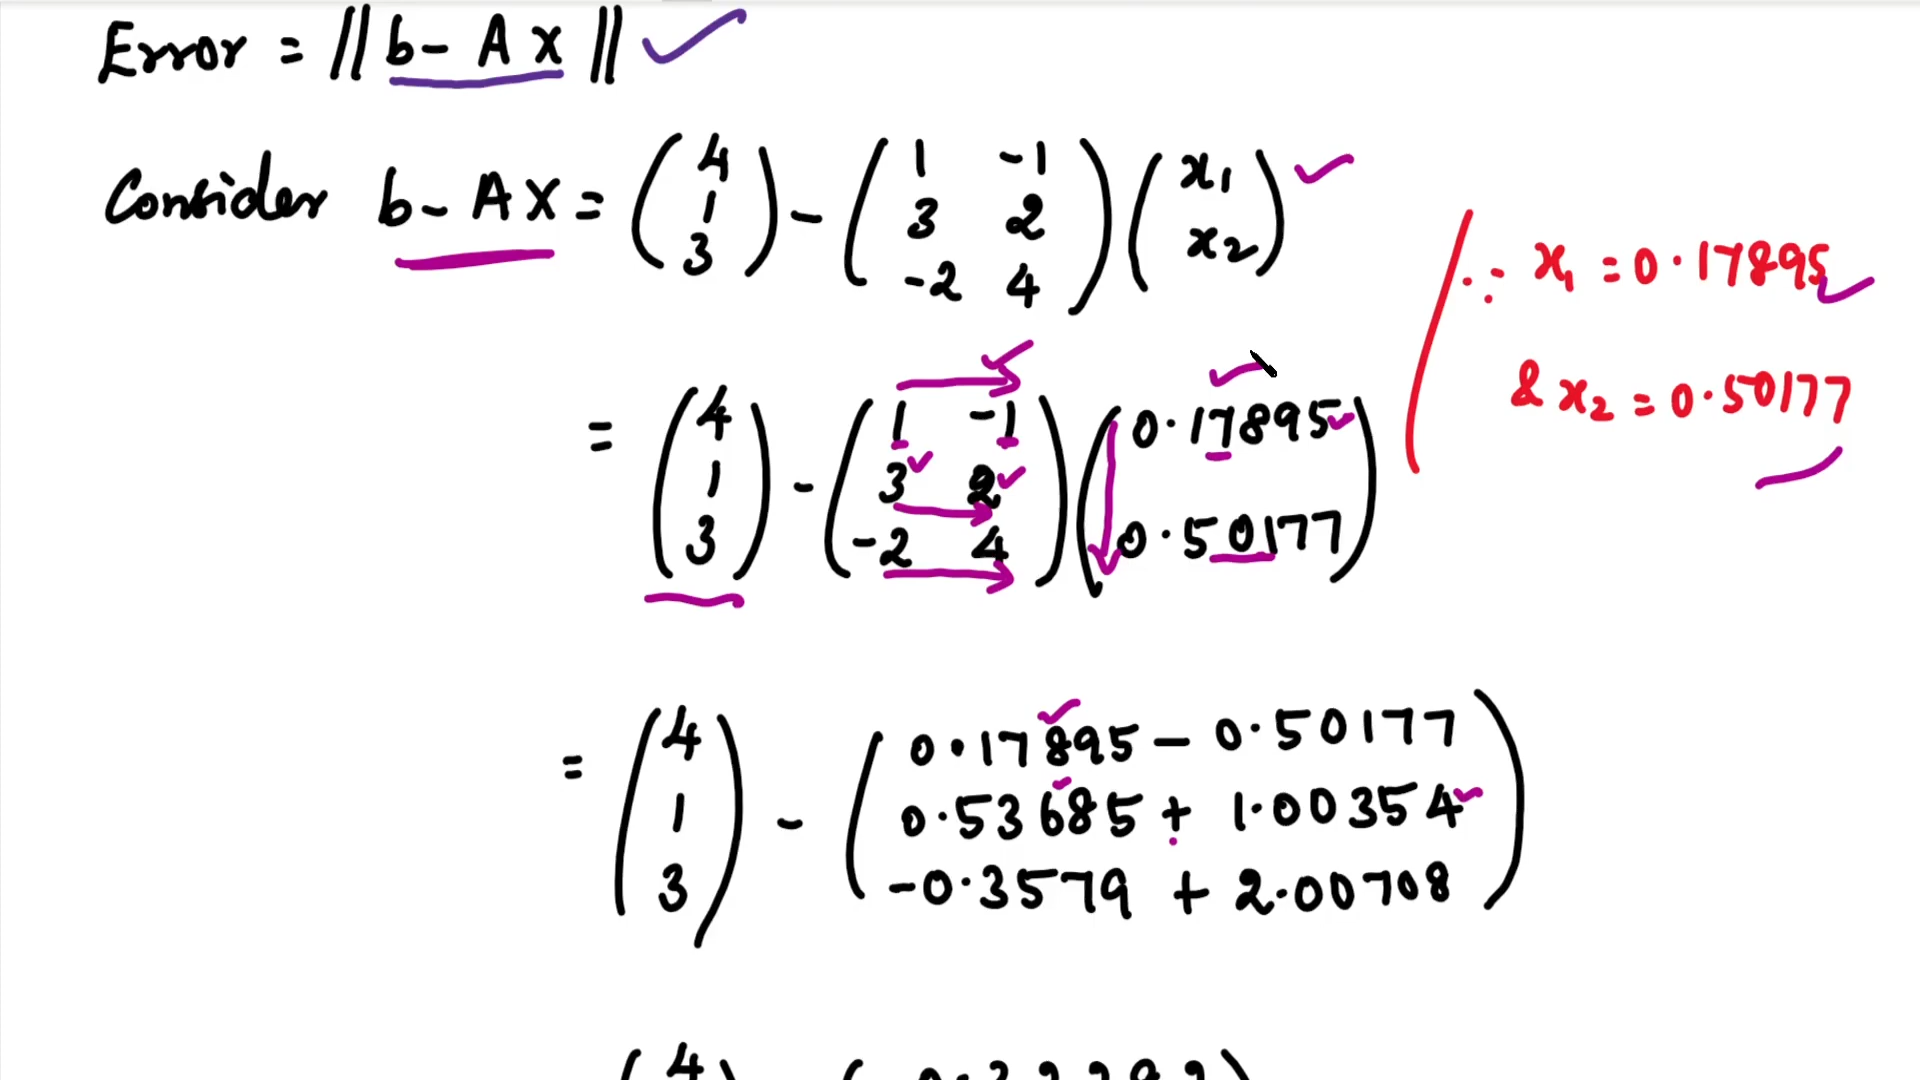 Error = || b - A x ||
Consider b - A X = ( 4 1 3 ) - ( 1 -1 3 2 -2 4 ) ( x1 x2 )
∴ x1 = 0.17895
& x2 = 0.50177
= ( 4 1 3 ) - ( 1 -1 3 2 -2 4 ) ( 0.17895 0.50177 )
= ( 4 1 3 ) - ( 0.17895 - 0.50177 0.53685 + 1.00354 -0.3579 + 2.00708 )